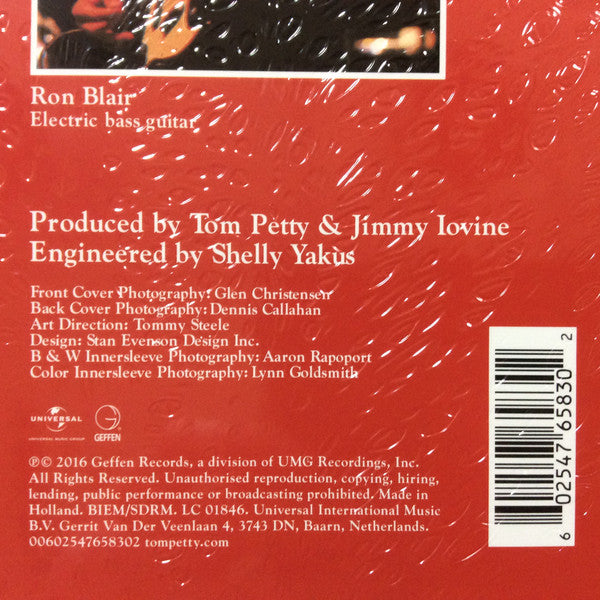 Ron Blair
Electric bass guitar
Produced by Tom Petty & Jimmy Iovine
Engineered by Shelly Yakus
Front Cover Photography: Glen Christensen
Back Cover Photography: Dennis Callahan
Art Direction: Tommy Steele
Design: Stan Evenson Design Inc.
B & W Innersleeve Photography: Aaron Rapoport
Color Innersleeve Photography: Lynn Goldsmith
UNIVERSAL
UNIVERSAL MUSIC GROUP
G
GEFFEN
℗© 2016 Geffen Records, a division of UMG Recordings, Inc.
All Rights Reserved. Unauthorised reproduction, copying, hiring,
lending, public performance or broadcasting prohibited. Made in
Holland. BIEM/SDRM. LC 01846. Universal International Music
B.V. Gerrit Van Der Veenlaan 4, 3743 DN, Baarn, Netherlands.
00602547658302 tompetty.com
6 02547 65830 2